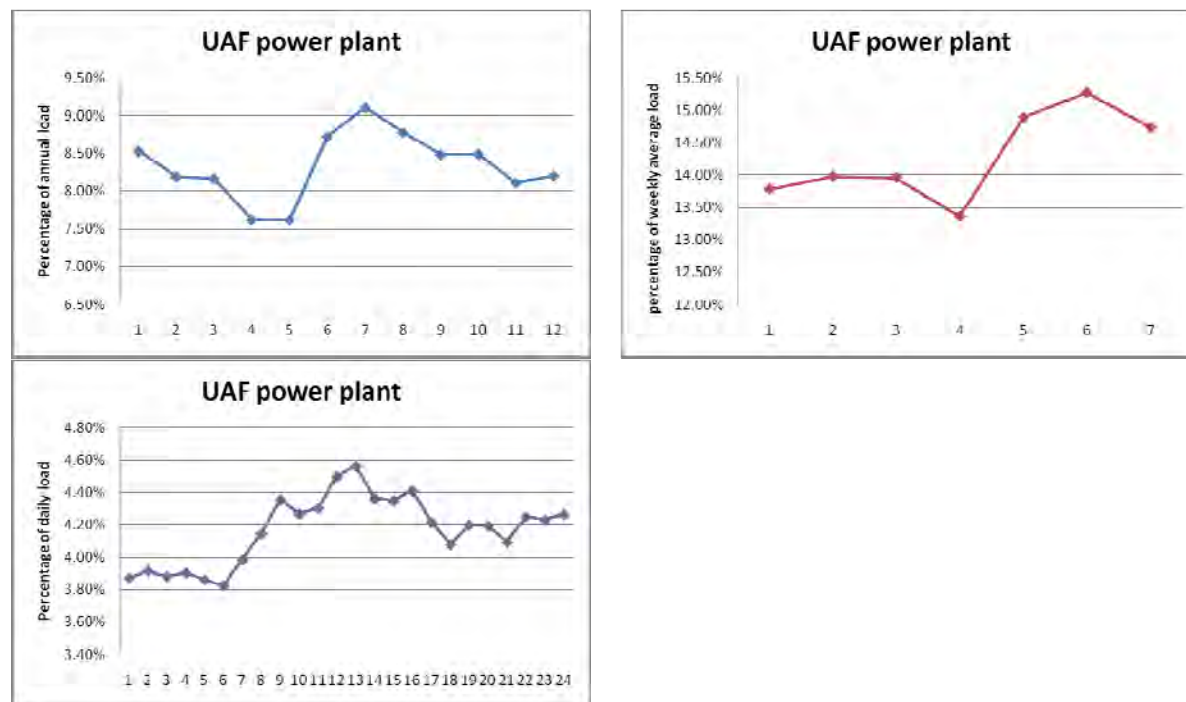 UAF power plant
Percentage of annual load
9.50%
9.00%
8.50%
8.00%
7.50%
7.00%
6.50%
1 2 3 4 5 6 7 8 9 10 11 12
UAF power plant
percentage of weekly average load
15.50%
15.00%
14.50%
14.00%
13.50%
13.00%
12.50%
12.00%
1 2 3 4 5 6 7
UAF power plant
Percentage of daily load
4.80%
4.60%
4.40%
4.20%
4.00%
3.80%
3.60%
3.40%
1 2 3 4 5 6 7 8 9 10 11 12 13 14 15 16 17 18 19 20 21 22 23 24